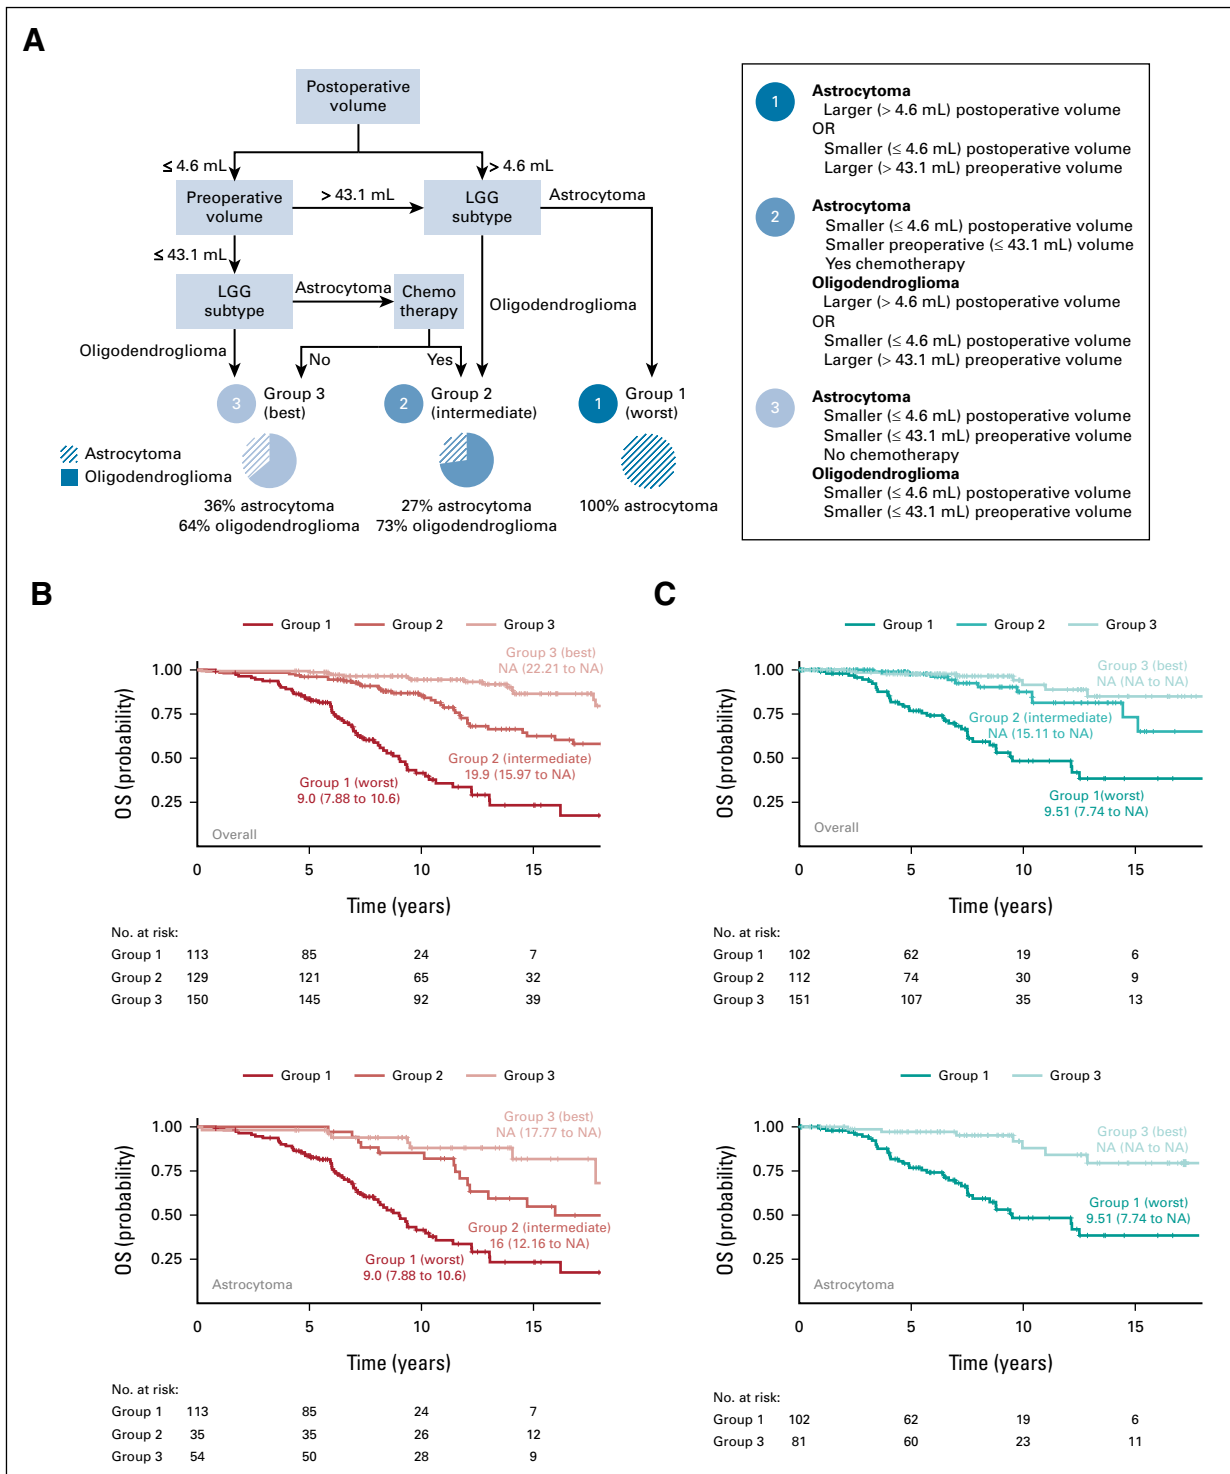 A
Postoperative
volume
≤ 4.6 mL
> 4.6 mL
Preoperative
volume
> 43.1 mL
LGG
subtype
Astrocytoma
≤ 43.1 mL
LGG
subtype
Astrocytoma
Chemo
therapy
Oligodendroglioma
Oligodendroglioma
No
Yes
3
Group 3
(best)
2
Group 2
(intermediate)
1
Group 1
(worst)
Astrocytoma
Oligodendroglioma
36% astrocytoma
64% oligodendroglioma
27% astrocytoma
73% oligodendroglioma
100% astrocytoma
1
Astrocytoma
Larger (> 4.6 mL) postoperative volume
OR
Smaller (≤ 4.6 mL) postoperative volume
Larger (> 43.1 mL) preoperative volume
2
Astrocytoma
Smaller (≤ 4.6 mL) postoperative volume
Smaller preoperative (≤ 43.1 mL) volume
Yes chemotherapy
Oligodendroglioma
Larger (> 4.6 mL) postoperative volume
OR
Smaller (≤ 4.6 mL) postoperative volume
Larger (> 43.1 mL) preoperative volume
3
Astrocytoma
Smaller (≤ 4.6 mL) postoperative volume
Smaller (≤ 43.1 mL) preoperative volume
No chemotherapy
Oligodendroglioma
Smaller (≤ 4.6 mL) postoperative volume
Smaller (≤ 43.1 mL) preoperative volume
B
Group 1 Group 2 Group 3
OS (probability)
1.00
0.75
0.50
0.25
Group 3 (best)
NA (22.21 to NA)
Group 2 (intermediate)
19.9 (15.97 to NA)
Group 1 (worst)
9.0 (7.88 to 10.6)
Overall
0 5 10 15
Time (years)
No. at risk:
Group 1 113 85 24 7
Group 2 129 121 65 32
Group 3 150 145 92 39
Group 1 Group 2 Group 3
OS (probability)
1.00
0.75
0.50
0.25
Group 3 (best)
NA (17.77 to NA)
Group 2 (intermediate)
16 (12.16 to NA)
Group 1 (worst)
9.0 (7.88 to 10.6)
Astrocytoma
0 5 10 15
Time (years)
No. at risk:
Group 1 113 85 24 7
Group 2 35 35 26 12
Group 3 54 50 28 9
C
Group 1 Group 2 Group 3
OS (probability)
1.00
0.75
0.50
0.25
Group 3 (best)
NA (NA to NA)
Group 2 (intermediate)
NA (15.11 to NA)
Group 1(worst)
9.51 (7.74 to NA)
Overall
0 5 10 15
Time (years)
No. at risk:
Group 1 102 62 19 6
Group 2 112 74 30 9
Group 3 151 107 35 13
Group 1 Group 3
OS (probability)
1.00
0.75
0.50
0.25
Group 3 (best)
NA (NA to NA)
Group 1 (worst)
9.51 (7.74 to NA)
Astrocytoma
0 5 10 15
Time (years)
No. at risk:
Group 1 102 62 19 6
Group 3 81 60 23 11